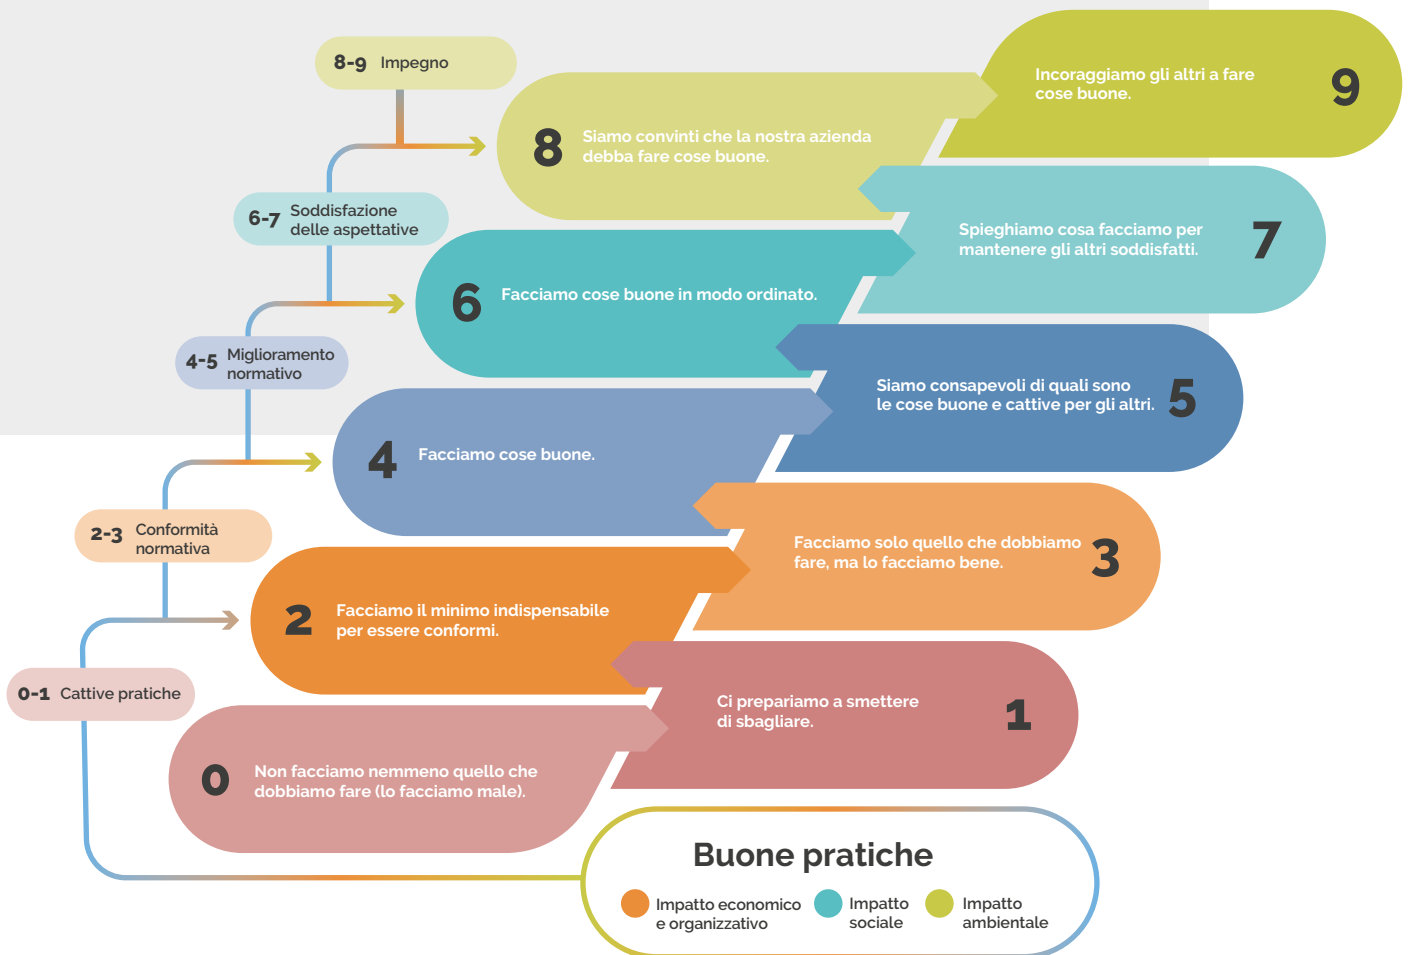 8-9 Impegno
8 Siamo convinti che la nostra azienda
debba fare cose buone.
Incoraggiamo gli altri a fare
cose buone.
9
6-7 Soddisfazione
delle aspettative
6 Facciamo cose buone in modo ordinato.
Spieghiamo cosa facciamo per
mantenere gli altri soddisfatti.
7
4-5 Miglioramento
normativo
4 Facciamo cose buone.
Siamo consapevoli di quali sono
le cose buone e cattive per gli altri.
5
2-3 Conformità
normativa
2 Facciamo il minimo indispensabile
per essere conformi.
Facciamo solo quello che dobbiamo
fare, ma lo facciamo bene.
3
0-1 Cattive pratiche
0 Non facciamo nemmeno quello che
dobbiamo fare (lo facciamo male).
Ci prepariamo a smettere
di sbagliare.
1
Buone pratiche
Impatto economico
e organizzativo
Impatto
sociale
Impatto
ambientale